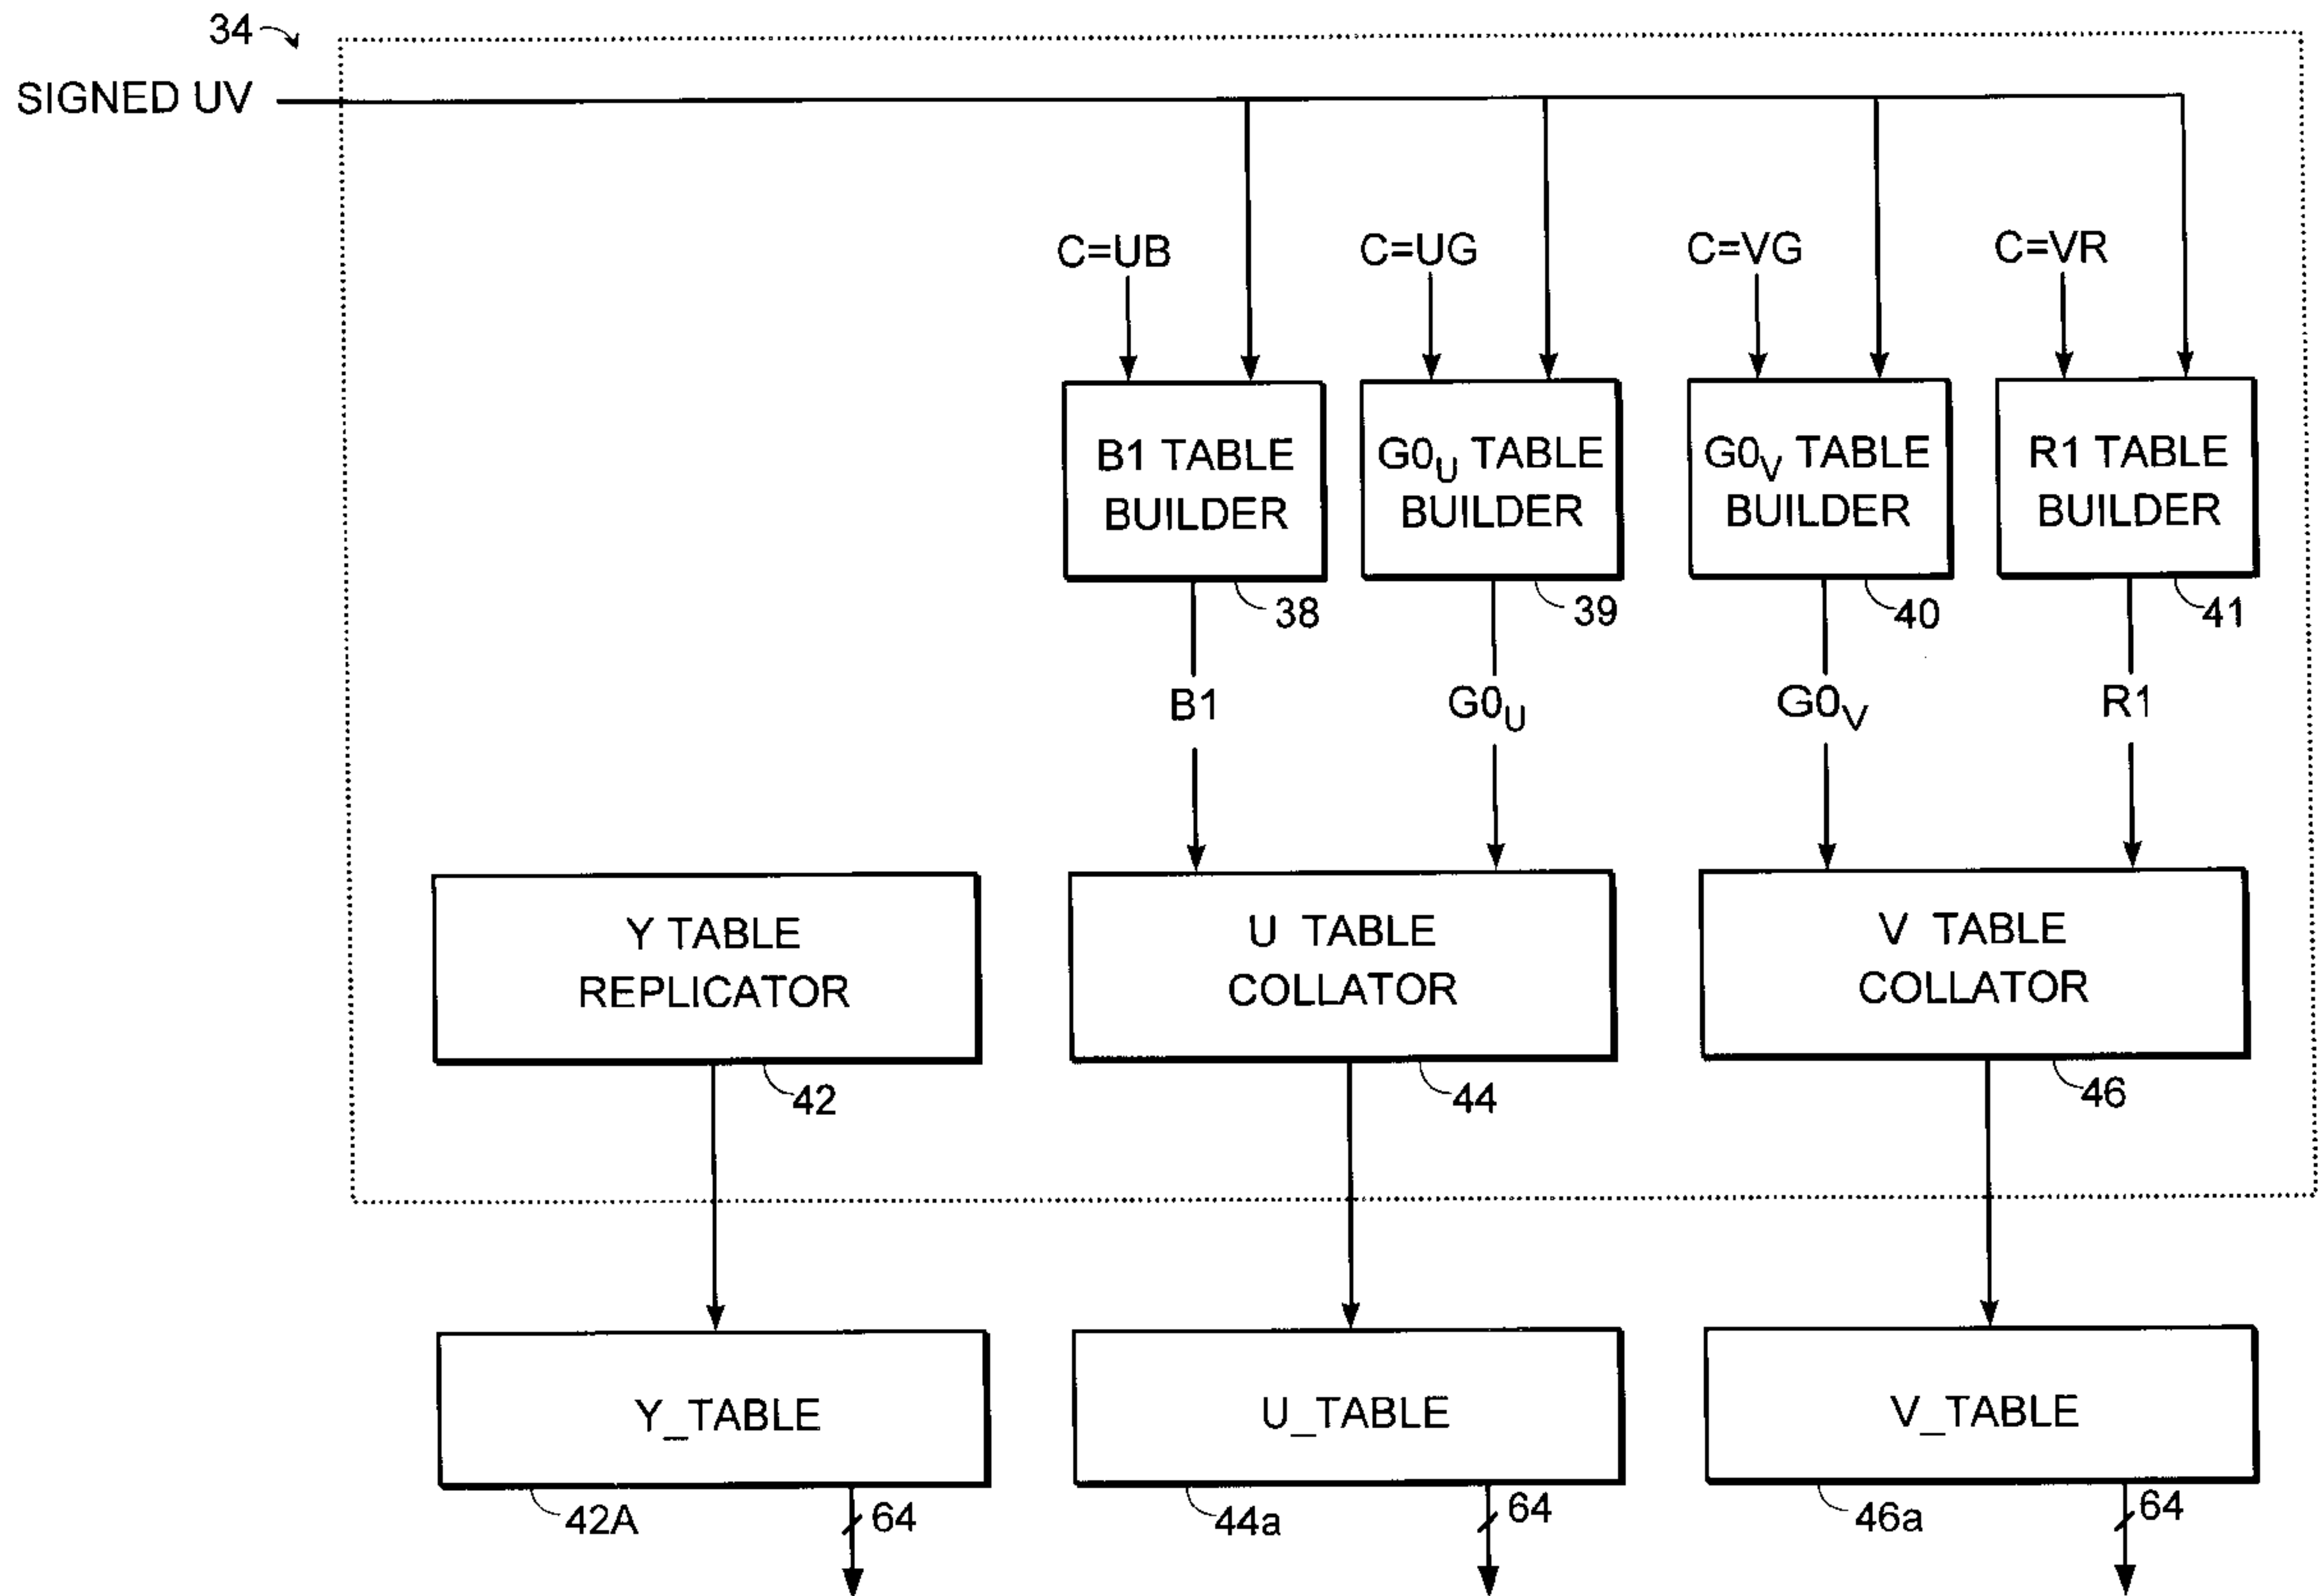 34
SIGNED UV
C=UB
C=UG
C=VG
C=VR
B1 TABLE
BUILDER
G0U TABLE
BUILDER
G0V TABLE
BUILDER
R1 TABLE
BUILDER
38
39
40
41
B1
G0U
G0V
R1
Y TABLE
REPLICATOR
U TABLE
COLLATOR
V TABLE
COLLATOR
42
44
46
Y_TABLE
U_TABLE
V_TABLE
42A
64
44a
64
46a
64